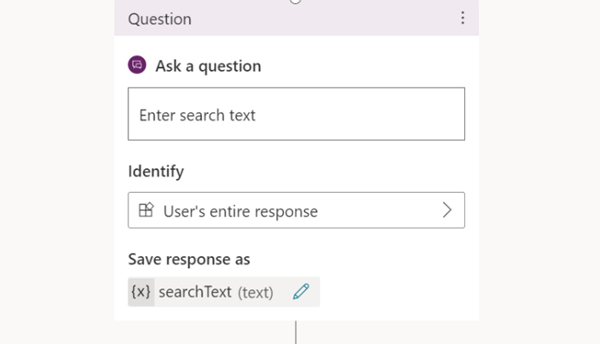 Question
Ask a question
Enter search text
Identify
User's entire response
Save response as
{x} searchText (text)